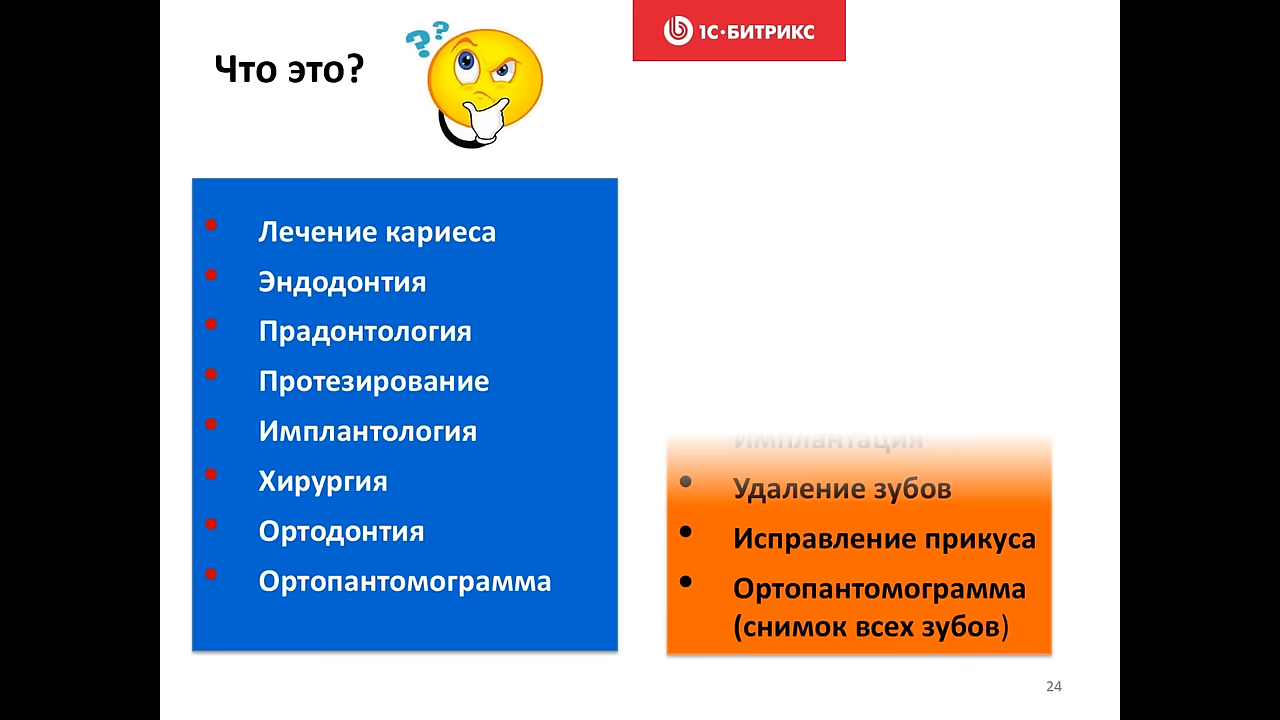 Что это?
1С·БИТРИКС
Лечение кариеса
Эндодонтия
Прадонтология
Протезирование
Имплантология
Хирургия
Ортодонтия
Ортопантомограмма
Имплантация
Удаление зубов
Исправление прикуса
Ортопантомограмма
(снимок всех зубов)
24